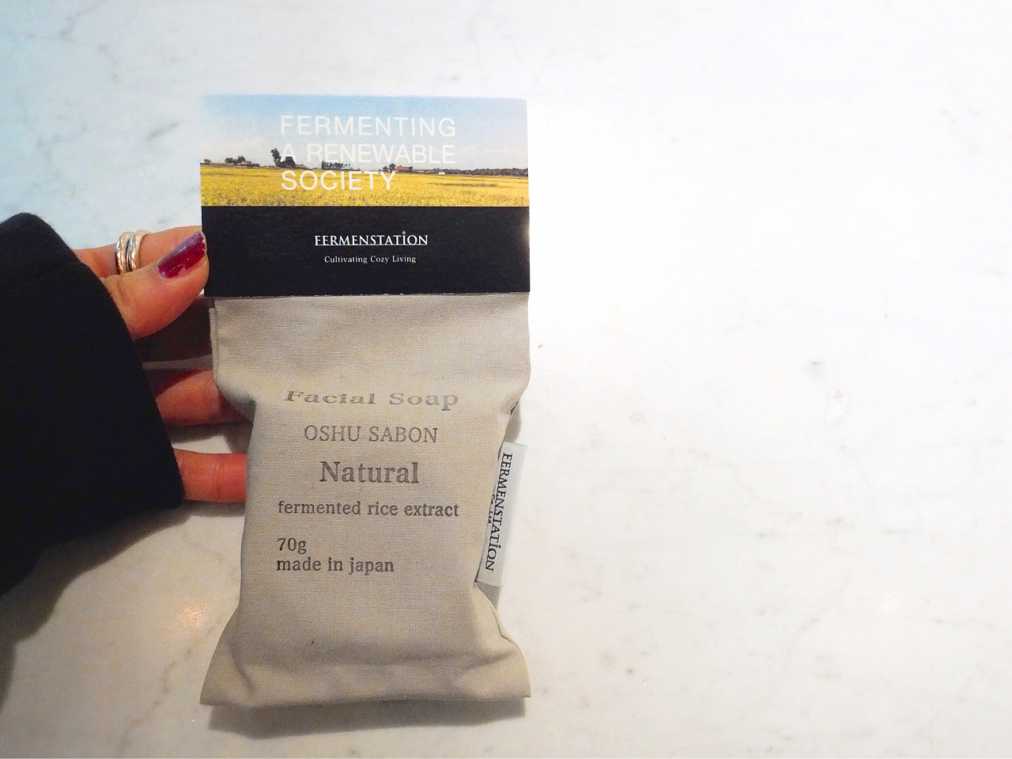 FERMENTING
A RENEWABLE
SOCIETY
FERMENSTATION
Cultivating Cozy Living
Facial Soap
OSHU SABON
Natural
fermented rice extract
70g
made in japan
FERMENSTATION